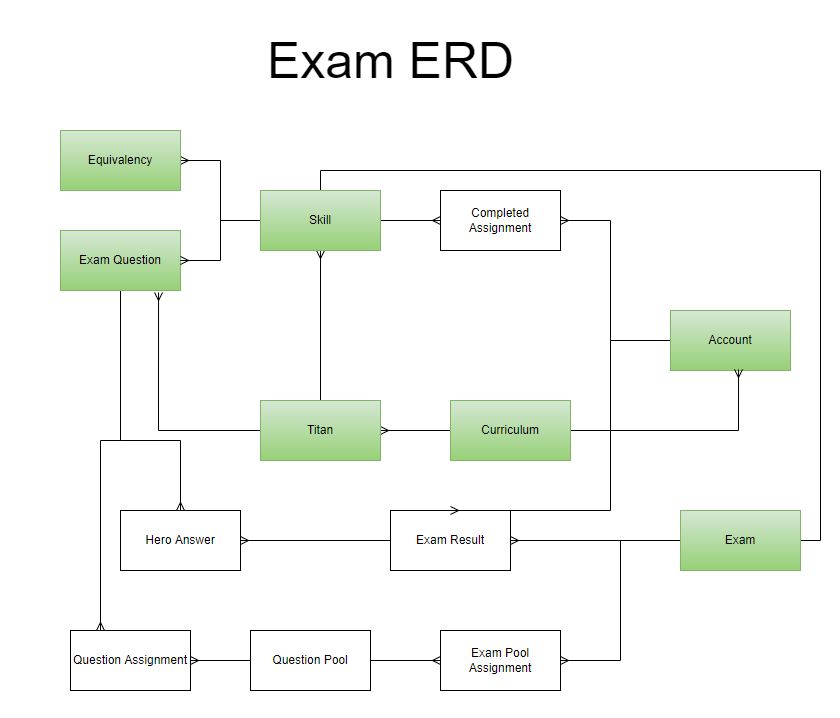 Exam ERD
Equivalency
Skill
Completed
Assignment
Exam Question
Account
Titan
Curriculum
Hero Answer
Exam Result
Exam
Question Assignment
Question Pool
Exam Pool
Assignment